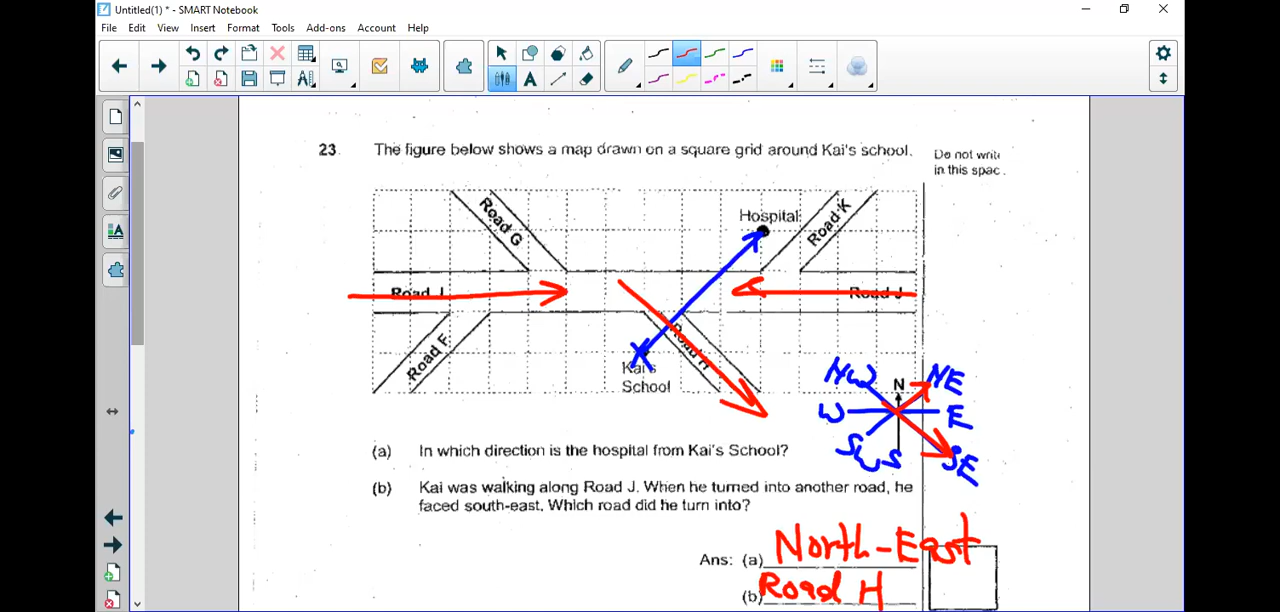 Untitled(1) * - SMART Notebook
File Edit View Insert Format Tools Add-ons Account Help
23. The figure below shows a map drawn on a square grid around Kai's school.
Do not write
in this spac .
Road G
Hospital
Road K
Road J
Road J
Road F
Road H
Kai's
School
NW N NE
W E
SW S SE
(a) In which direction is the hospital from Kai's School?
(b) Kai was walking along Road J. When he turned into another road, he
faced south-east. Which road did he turn into?
Ans: (a) North-East
(b) Road H